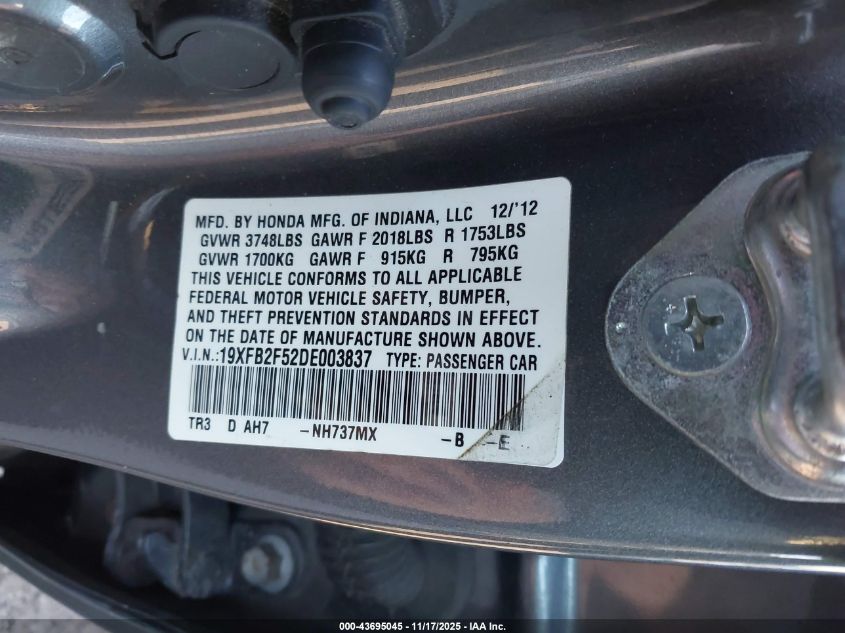 MFD. BY HONDA MFG. OF INDIANA, LLC 12/'12
GVWR 3748LBS GAWR F 2018LBS R 1753LBS
GVWR 1700KG GAWR F 915KG R 795KG
THIS VEHICLE CONFORMS TO ALL APPLICABLE
FEDERAL MOTOR VEHICLE SAFETY, BUMPER,
AND THEFT PREVENTION STANDARDS IN EFFECT
ON THE DATE OF MANUFACTURE SHOWN ABOVE.
V.I.N.:19XFB2F52DE003837 TYPE: PASSENGER CAR
TR3 D AH7 -NH737MX -B -E
000-43695045 - 11/17/2025 - IAA Inc.